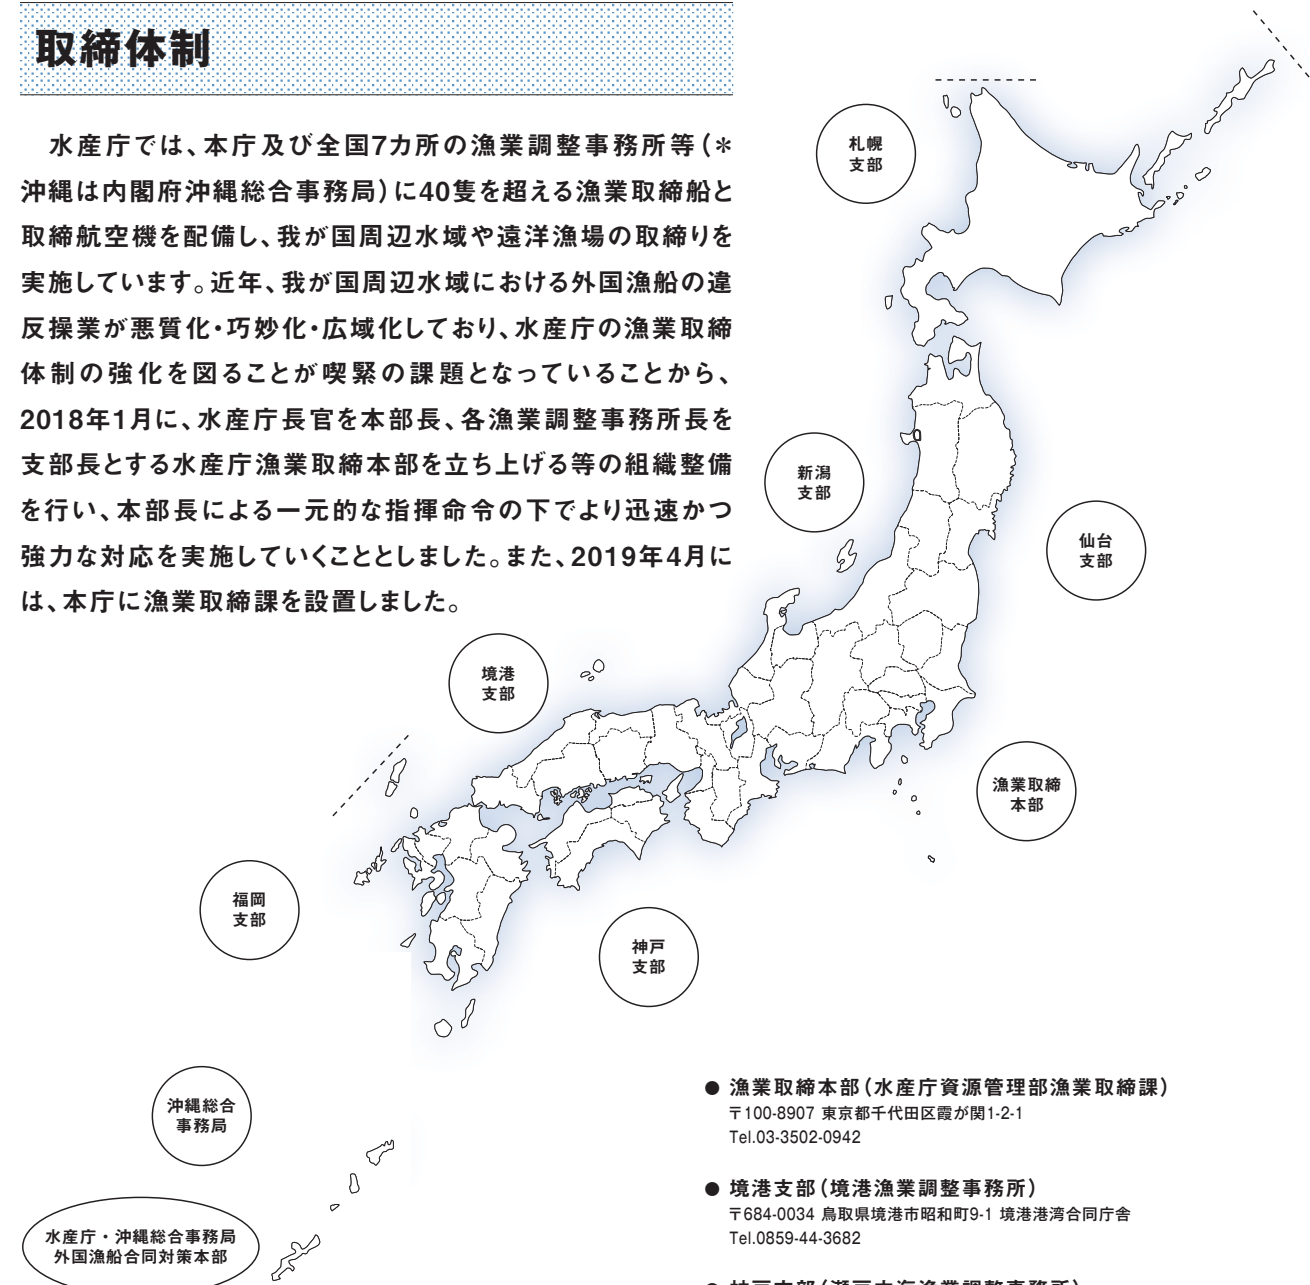 取締体制
水産庁では、本庁及び全国7カ所の漁業調整事務所等（＊
沖縄は内閣府沖縄総合事務局）に40隻を超える漁業取締船と
取締航空機を配備し、我が国周辺水域や遠洋漁場の取締りを
実施しています。近年、我が国周辺水域における外国漁船の違
反操業が悪質化・巧妙化・広域化しており、水産庁の漁業取締
体制の強化を図ることが喫緊の課題となっていることから、
2018年1月に、水産庁長官を本部長、各漁業調整事務所長を
支部長とする水産庁漁業取締本部を立ち上げる等の組織整備
を行い、本部長による一元的な指揮命令の下でより迅速かつ
強力な対応を実施していくこととしました。また、2019年4月に
は、本庁に漁業取締課を設置しました。
札幌
支部
新潟
支部
仙台
支部
境港
支部
漁業取締
本部
福岡
支部
神戸
支部
沖縄総合
事務局
水産庁・沖縄総合事務局
外国漁船合同対策本部
● 漁業取締本部（水産庁資源管理部漁業取締課）
〒100-8907 東京都千代田区霞が関1-2-1
Tel.03-3502-0942
● 境港支部（境港漁業調整事務所）
〒684-0034 鳥取県境港市昭和町9-1 境港港湾合同庁舎
Tel.0859-44-3682
● 神戸支部（瀬戸内海漁業調整事務所）